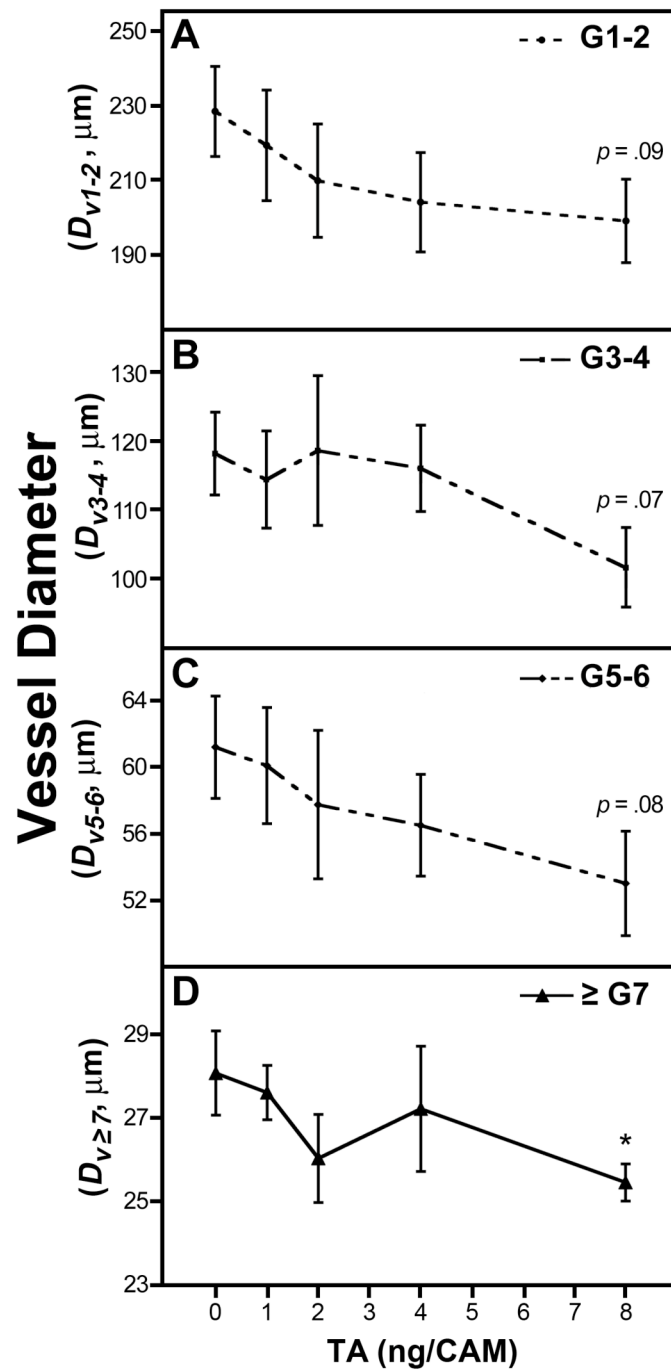 Vessel Diameter
A
G1-2
(Dv1-2, μm)
250
230
210
190
p = .09
B
G3-4
(Dv3-4, μm)
130
120
110
100
p = .07
C
G5-6
(Dv5-6, μm)
64
60
56
52
p = .08
D
≥ G7
(Dv≥7, μm)
29
27
25
23
*
0 1 2 3 4 5 6 7 8
TA (ng/CAM)